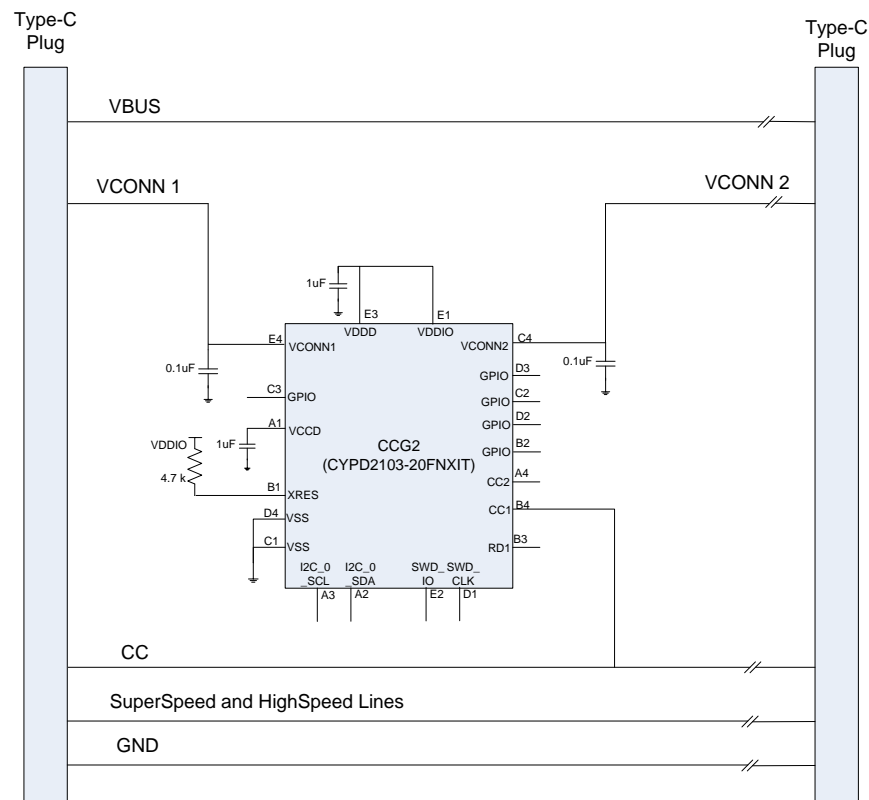 Type-C
Plug
Type-C
Plug
VBUS
VCONN 1
VCONN 2
1uF
E3
E1
VDDD
VDDIO
E4
VCONN1
VCONN2
C4
0.1uF
0.1uF
D3
GPIO
C3
GPIO
C2
GPIO
A1
VCCD
D2
GPIO
VDDIO
1uF
CCG2
(CYPD2103-20FNXIT)
B2
GPIO
4.7 k
A4
CC2
B1
XRES
B4
CC1
D4
VSS
C1
VSS
B3
RD1
I2C_0
_SCL
I2C_0
_SDA
SWD_
IO
SWD_
CLK
A3
A2
E2
D1
CC
SuperSpeed and HighSpeed Lines
GND